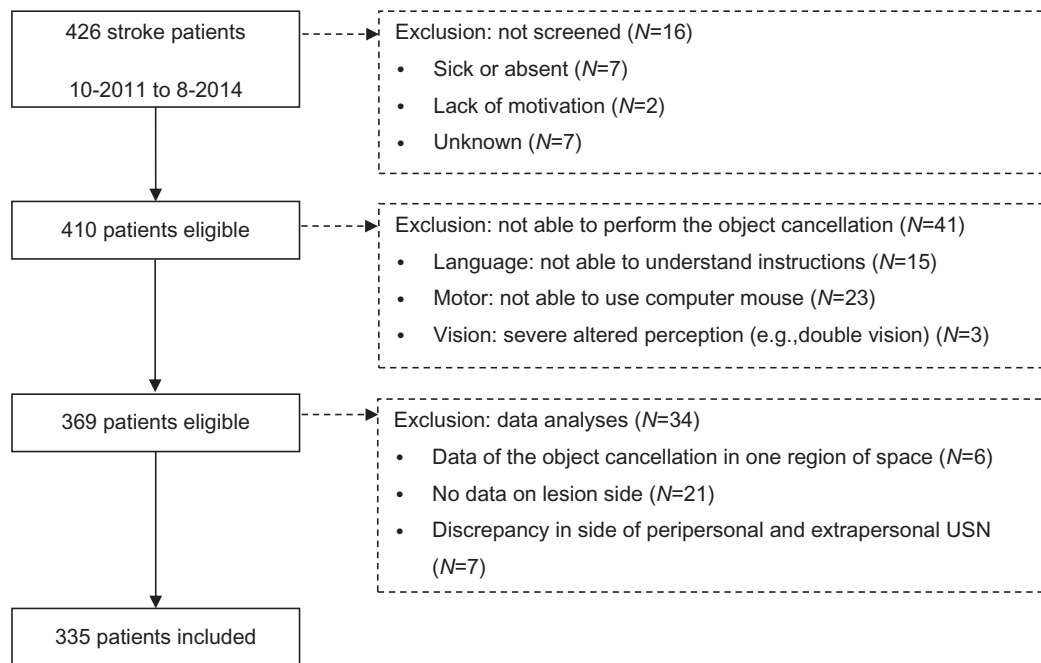 426 stroke patients
10-2011 to 8-2014
Exclusion: not screened (N=16)
• Sick or absent (N=7)
• Lack of motivation (N=2)
• Unknown (N=7)
410 patients eligible
Exclusion: not able to perform the object cancellation (N=41)
• Language: not able to understand instructions (N=15)
• Motor: not able to use computer mouse (N=23)
• Vision: severe altered perception (e.g.,double vision) (N=3)
369 patients eligible
Exclusion: data analyses (N=34)
• Data of the object cancellation in one region of space (N=6)
• No data on lesion side (N=21)
• Discrepancy in side of peripersonal and extrapersonal USN
(N=7)
335 patients included